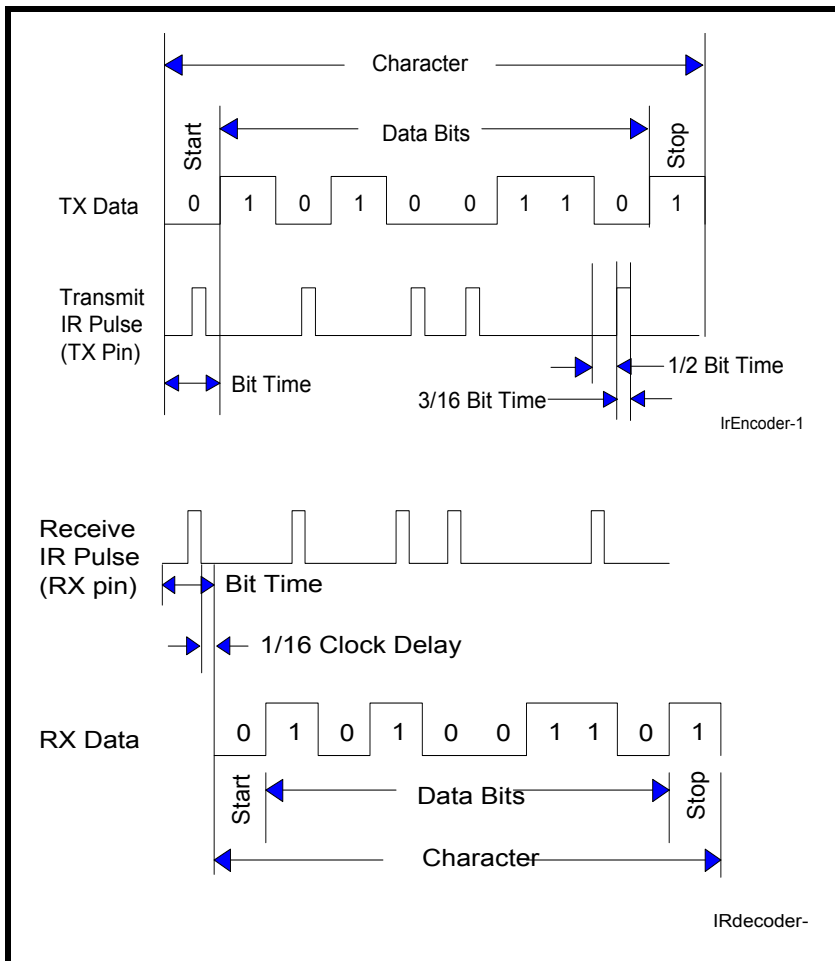 Character
Start
Data Bits
Stop
TX Data
0 1 0 1 0 0 1 1 0 1
Transmit
IR Pulse
(TX Pin)
Bit Time
1/2 Bit Time
3/16 Bit Time
IrEncoder-1
Receive
IR Pulse
(RX pin)
Bit Time
1/16 Clock Delay
RX Data
0 1 0 1 0 0 1 1 0 1
Start
Data Bits
Stop
Character
IRdecoder-